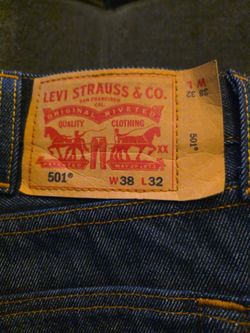 LEVI STRAUSS & CO.
SAN FRANCISCO
CAL.
ORIGINAL RIVETED
QUALITY CLOTHING
XX
501®
W38 L32
W L
38 32
501®